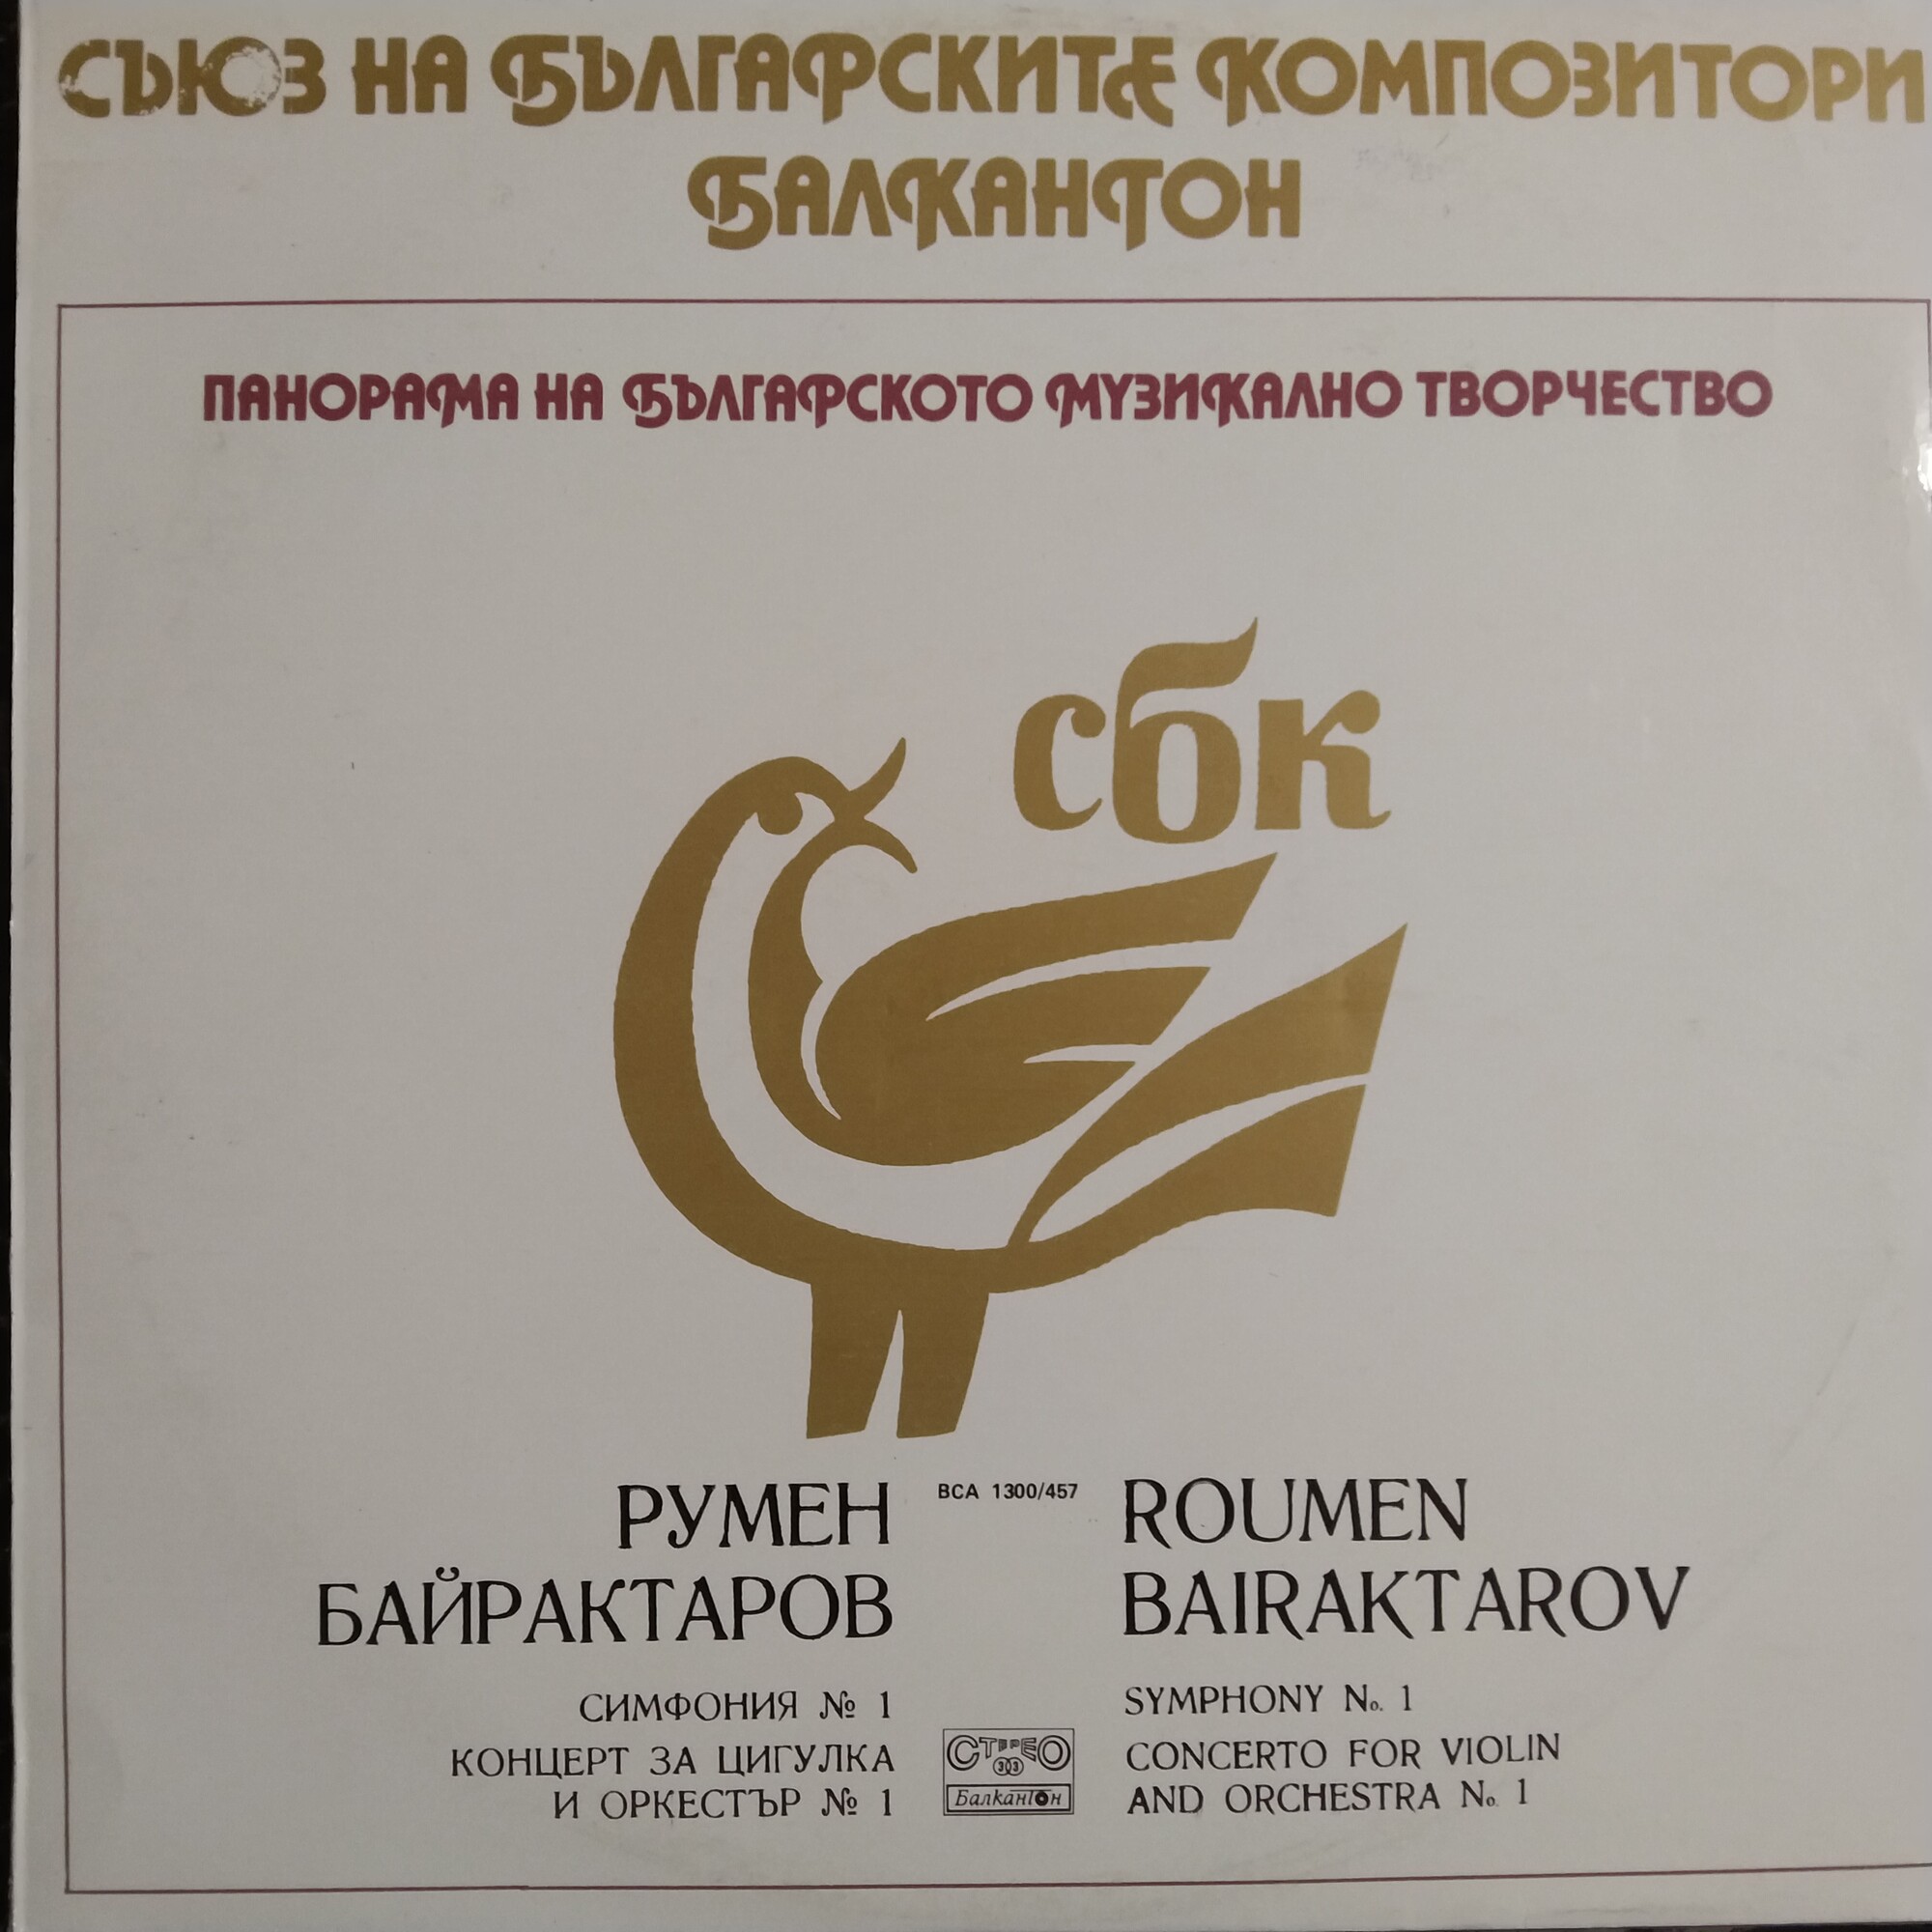 СЪЮЗ НА БЪЛГАРСКИТЕ КОМПОЗИТОРИ
БАЛКАНТОН
ПАНОРАМА НА БЪЛГАРСКОТО МУЗИКАЛНО ТВОРЧЕСТВО
сбк
РУМЕН
БАЙРАКТАРОВ
ВСА 1300/457
ROUMEN
BAIRAKTAROV
СИМФОНИЯ № 1
КОНЦЕРТ ЗА ЦИГУЛКА
И ОРКЕСТЪР № 1
СТЕРЕО
33
Балкантон
SYMPHONY No. 1
CONCERTO FOR VIOLIN
AND ORCHESTRA No. 1